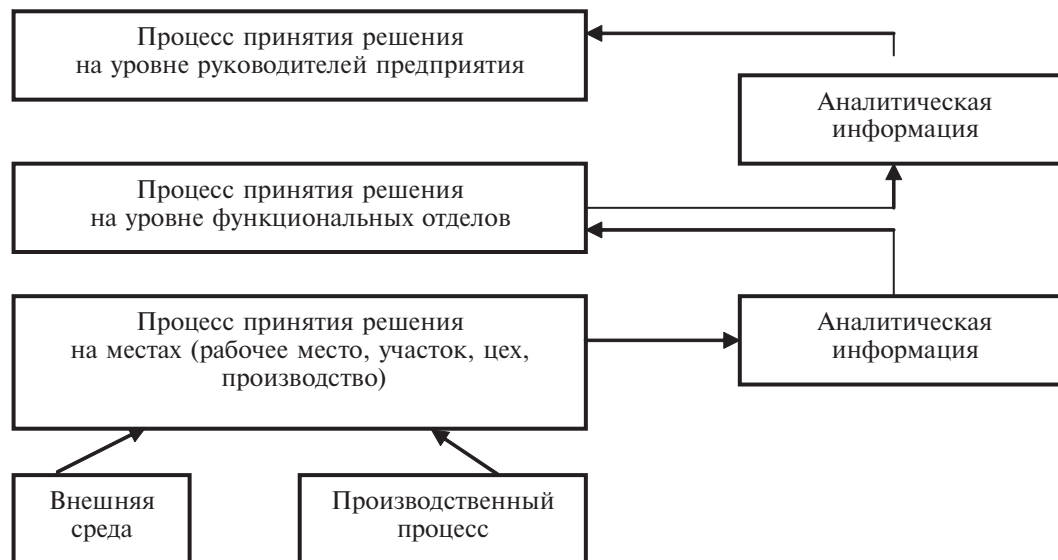 Процесс принятия решения
на уровне руководителей предприятия
Аналитическая
информация
Процесс принятия решения
на уровне функциональных отделов
Процесс принятия решения
на местах (рабочее место, участок, цех,
производство)
Аналитическая
информация
Внешняя
среда
Производственный
процесс